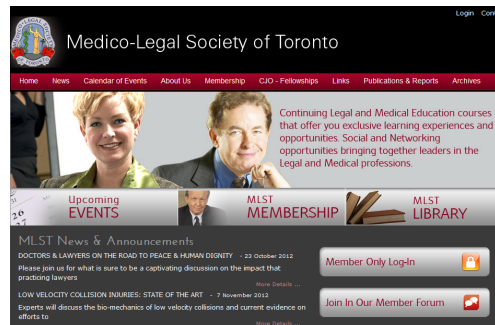 Login Con
Medico-Legal Society of Toronto
Home News Calendar of Events About Us Membership CJO - Fellowships Links Publications & Reports Archives
Continuing Legal and Medical Education courses
that offer you exclusive learning experiences and
opportunities. Social and Networking
opportunities bringing together leaders in the
Legal and Medical professions.
Upcoming
EVENTS
MLST
MEMBERSHIP
MLST
LIBRARY
MLST News & Announcements
DOCTORS & LAWYERS ON THE ROAD TO PEACE & HUMAN DIGNITY - 23 October 2012
Please join us for what is sure to be a captivating discussion on the impact that
practicing lawyers
More Details ...
LOW VELOCITY COLLISION INJURIES: STATE OF THE ART - 7 November 2012
Experts will discuss the bio-mechanics of low velocity collisions and current evidence on
efforts to
More Details ...
Member Only Log-In
Join In Our Member Forum